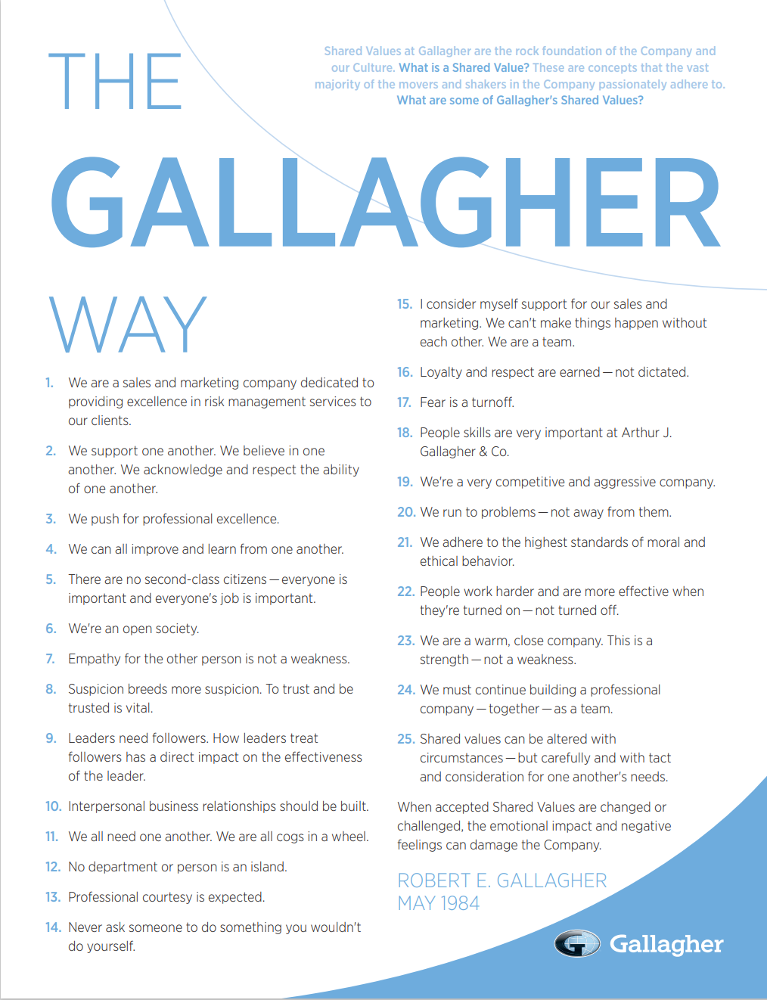 THE
Shared Values at Gallagher are the rock foundation of the Company and
our Culture. What is a Shared Value? These are concepts that the vast
majority of the movers and shakers in the Company passionately adhere to.
What are some of Gallagher's Shared Values?
GALLAGHER
WAY
1. We are a sales and marketing company dedicated to
providing excellence in risk management services to
our clients.
2. We support one another. We believe in one
another. We acknowledge and respect the ability
of one another.
3. We push for professional excellence.
4. We can all improve and learn from one another.
5. There are no second-class citizens — everyone is
important and everyone's job is important.
6. We're an open society.
7. Empathy for the other person is not a weakness.
8. Suspicion breeds more suspicion. To trust and be
trusted is vital.
9. Leaders need followers. How leaders treat
followers has a direct impact on the effectiveness
of the leader.
10. Interpersonal business relationships should be built.
11. We all need one another. We are all cogs in a wheel.
12. No department or person is an island.
13. Professional courtesy is expected.
14. Never ask someone to do something you wouldn't
do yourself.
15. I consider myself support for our sales and
marketing. We can't make things happen without
each other. We are a team.
16. Loyalty and respect are earned — not dictated.
17. Fear is a turnoff.
18. People skills are very important at Arthur J.
Gallagher & Co.
19. We're a very competitive and aggressive company.
20. We run to problems — not away from them.
21. We adhere to the highest standards of moral and
ethical behavior.
22. People work harder and are more effective when
they're turned on — not turned off.
23. We are a warm, close company. This is a
strength — not a weakness.
24. We must continue building a professional
company — together — as a team.
25. Shared values can be altered with
circumstances — but carefully and with tact
and consideration for one another's needs.
When accepted Shared Values are changed or
challenged, the emotional impact and negative
feelings can damage the Company.
ROBERT E. GALLAGHER
MAY 1984
G Gallagher